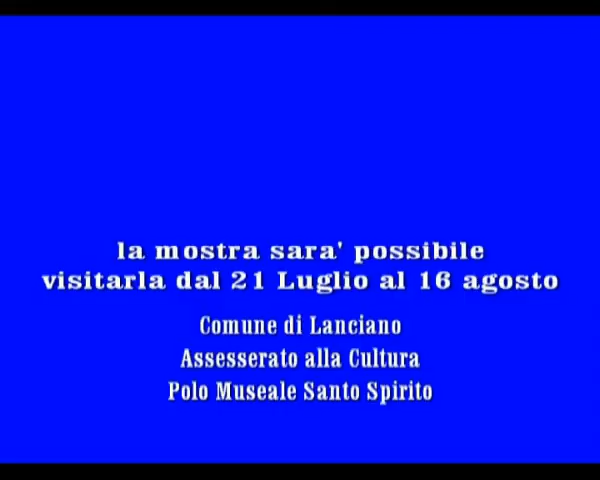 la mostra sara' possibile
visitarla dal 21 Luglio al 16 agosto
Comune di Lanciano
Assesserato alla Cultura
Polo Museale Santo Spirito